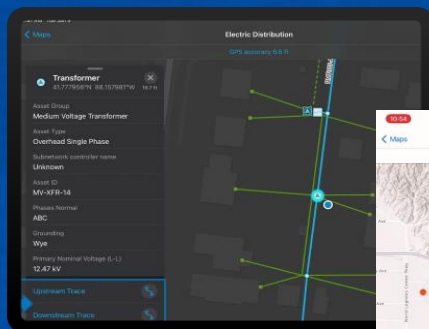 Maps
Electric Distribution
GPS accuracy 6.6 ft
Transformer
Asset Group
Medium Voltage Transformer
Asset Type
Overhead Single Phase
Subnetwork controller name
Unknown
Asset ID
MV-XFR-14
Phases Normal
ABC
Grounding
Wye
Primary Nominal Voltage (L-L)
12.47 kV
Upstream Trace
Downstream Trace
10:54
Maps